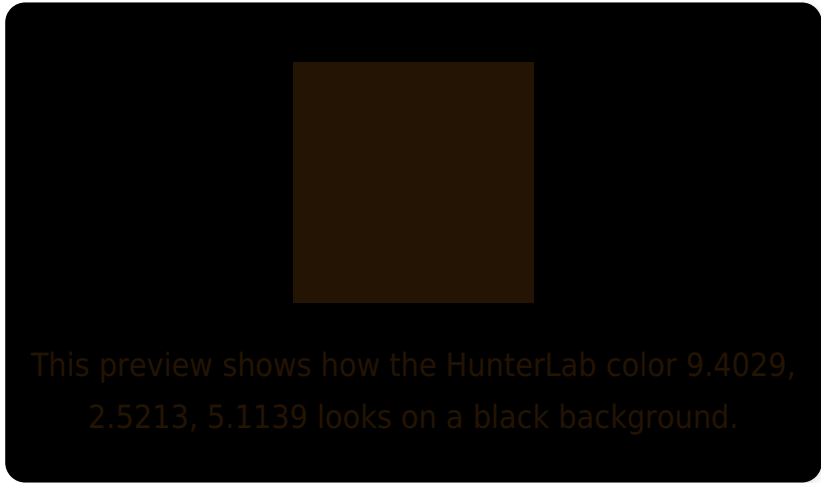 This preview shows how the HunterLab color 9.4029,
2.5213, 5.1139 looks on a black background.